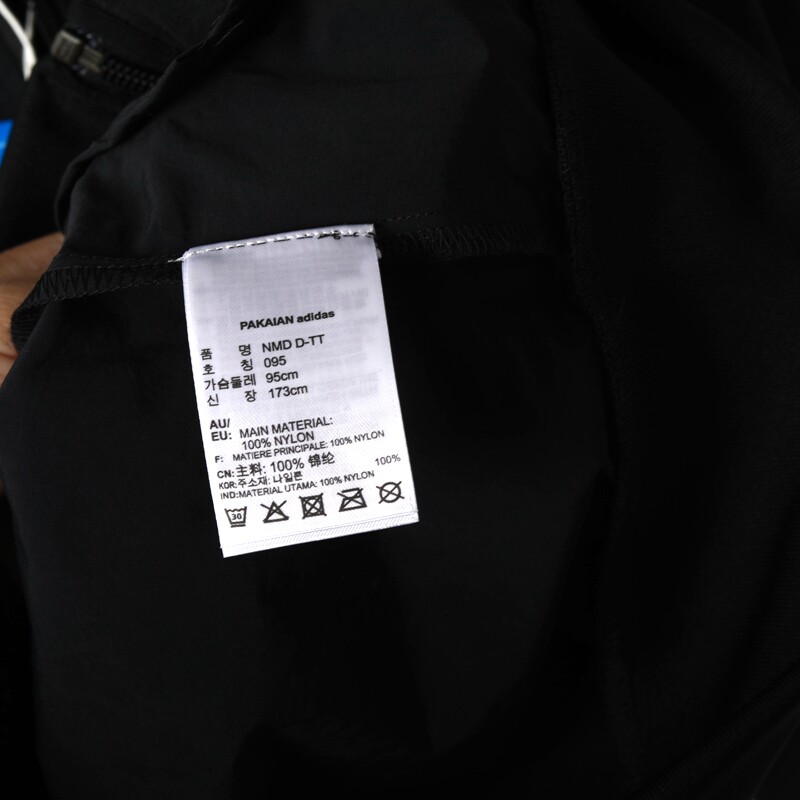 PAKAIAN adidas
품 명 NMD D-TT
호 칭 095
가슴둘레 95cm
신 장 173cm
AU/
EU: MAIN MATERIAL:
100% NYLON
F: MATIERE PRINCIPALE: 100% NYLON
CN: 主料: 100% 锦纶
KOR: 주소재: 나일론 100%
IND: MATERIAL UTAMA: 100% NYLON
30